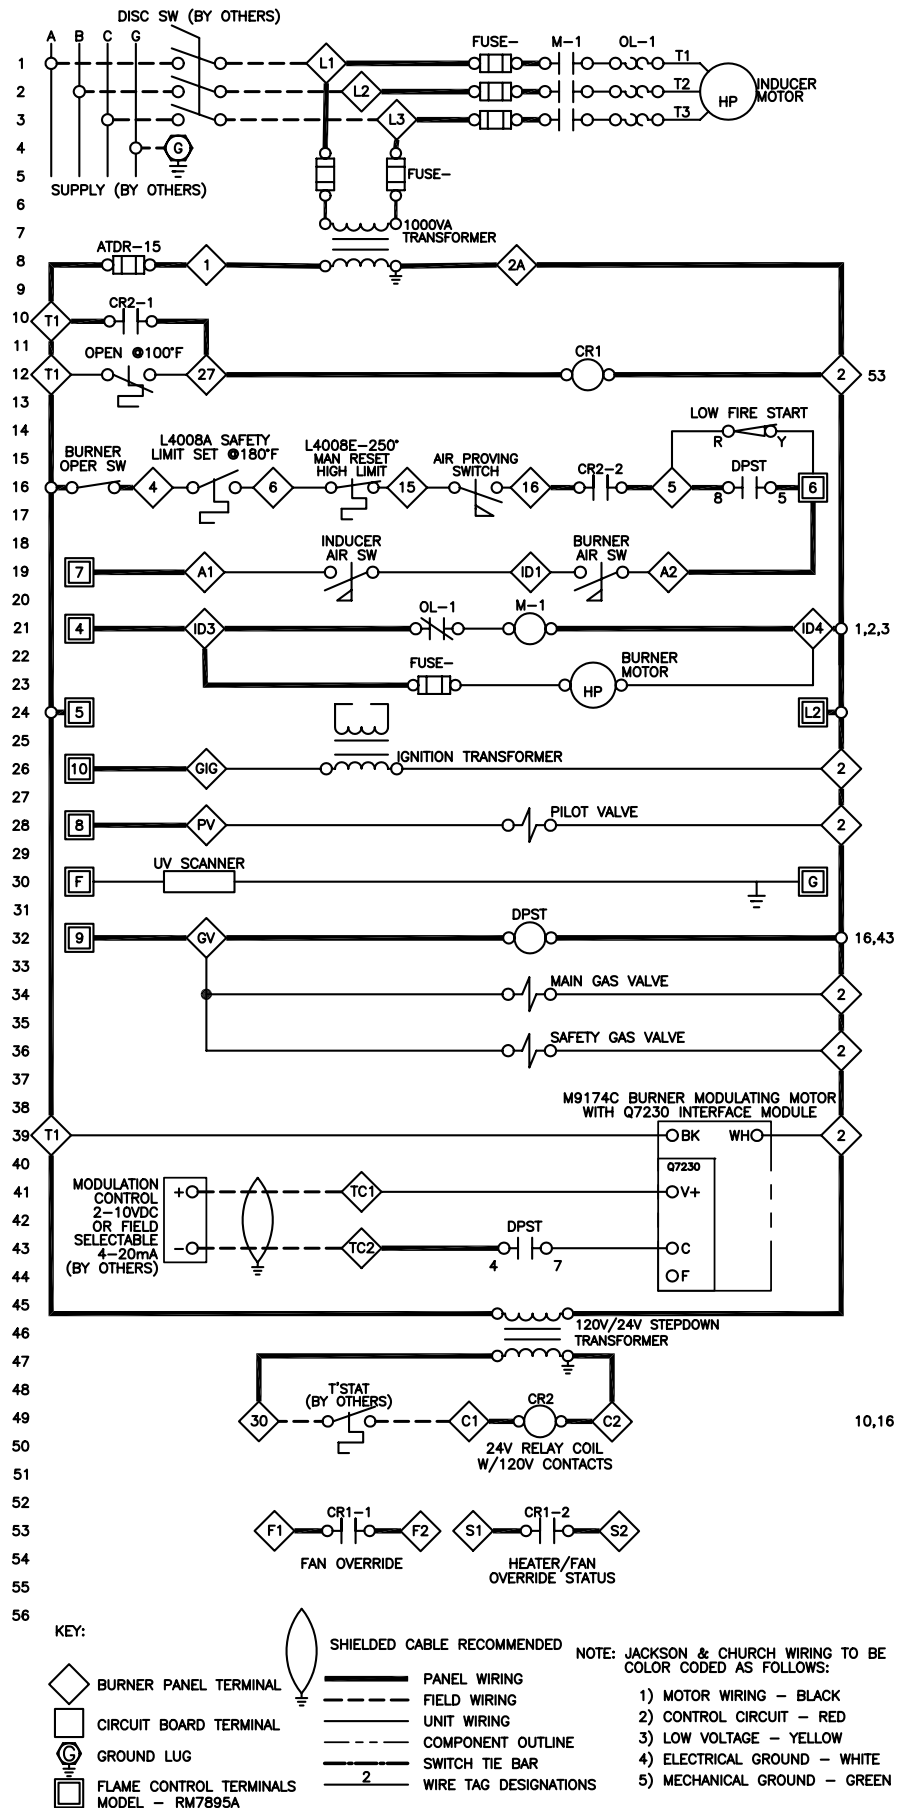 DISC SW (BY OTHERS)
A B C G
FUSE- M-1 OL-1
1 L1 T1
2 L2 T2 HP INDUCER
MOTOR
3 L3 T3
4 G
5 FUSE-
SUPPLY (BY OTHERS)
6
7 1000VA
TRANSFORMER
ATDR-15
8 1 2A
9
CR2-1
10 T1
11 OPEN @100°F CR1
12 T1 27 2 53
13
LOW FIRE START
14 R Y
BURNER
OPER SW
L4008A SAFETY
LIMIT SET @180°F
L4008E-250°
MAN RESET
HIGH LIMIT
AIR PROVING
SWITCH
15 CR2-2 DPST
16 4 6 15 16 5 8 5 6
17
18 INDUCER
AIR SW
BURNER
AIR SW
19 7 A1 ID1 A2
20
OL-1 M-1
21 4 ID3 ID4 1,2,3
22 FUSE- BURNER
MOTOR
23 HP
24 5 L2
25
IGNITION TRANSFORMER
26 10 GIG 2
27
28 8 PV PILOT VALVE 2
29
UV SCANNER
30 F G
31 DPST
32 9 GV 16,43
33
34 MAIN GAS VALVE 2
35
36 SAFETY GAS VALVE 2
37
38 M9174C BURNER MODULATING MOTOR
WITH Q7230 INTERFACE MODULE
39 T1 BK WH 2
40 Q7230
MODULATION
CONTROL
2-10VDC
OR FIELD
SELECTABLE
4-20mA
(BY OTHERS)
41 + TC1 V+
42 DPST
43 - TC2 4 7 C
44 F
45
120V/24V STEPDOWN
TRANSFORMER
46
47
48 T'STAT
(BY OTHERS)
CR2
49 30 C1 C2 10,16
50 24V RELAY COIL
W/120V CONTACTS
51
52
CR1-1 CR1-2
53 F1 F2 S1 S2
54 FAN OVERRIDE HEATER/FAN
OVERRIDE STATUS
55
56
KEY:
BURNER PANEL TERMINAL
CIRCUIT BOARD TERMINAL
G GROUND LUG
FLAME CONTROL TERMINALS
MODEL - RM7895A
SHIELDED CABLE RECOMMENDED
PANEL WIRING
FIELD WIRING
UNIT WIRING
COMPONENT OUTLINE
SWITCH TIE BAR
2 WIRE TAG DESIGNATIONS
NOTE: JACKSON & CHURCH WIRING TO BE
COLOR CODED AS FOLLOWS:
1) MOTOR WIRING - BLACK
2) CONTROL CIRCUIT - RED
3) LOW VOLTAGE - YELLOW
4) ELECTRICAL GROUND - WHITE
5) MECHANICAL GROUND - GREEN